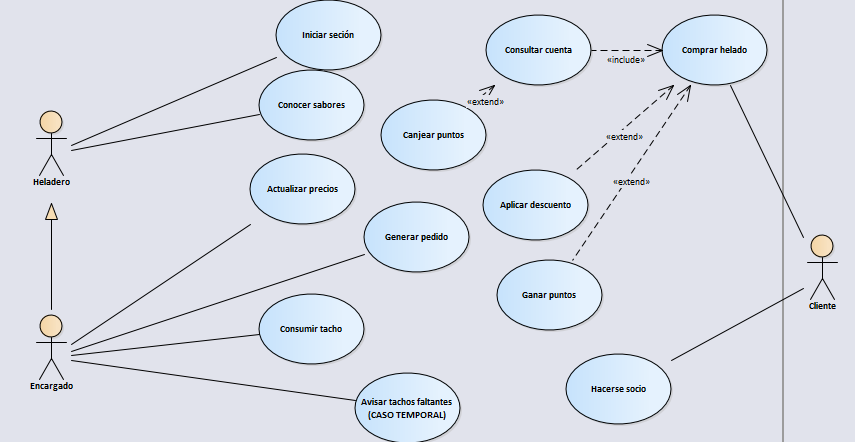 Iniciar seción
Consultar cuenta
Comprar helado
«include»
Conocer sabores
«extend»
Canjear puntos
«extend»
Heladero
Actualizar precios
«extend»
Aplicar descuento
Generar pedido
Ganar puntos
Cliente
Consumir tacho
Encargado
Hacerse socio
Avisar tachos faltantes
(CASO TEMPORAL)